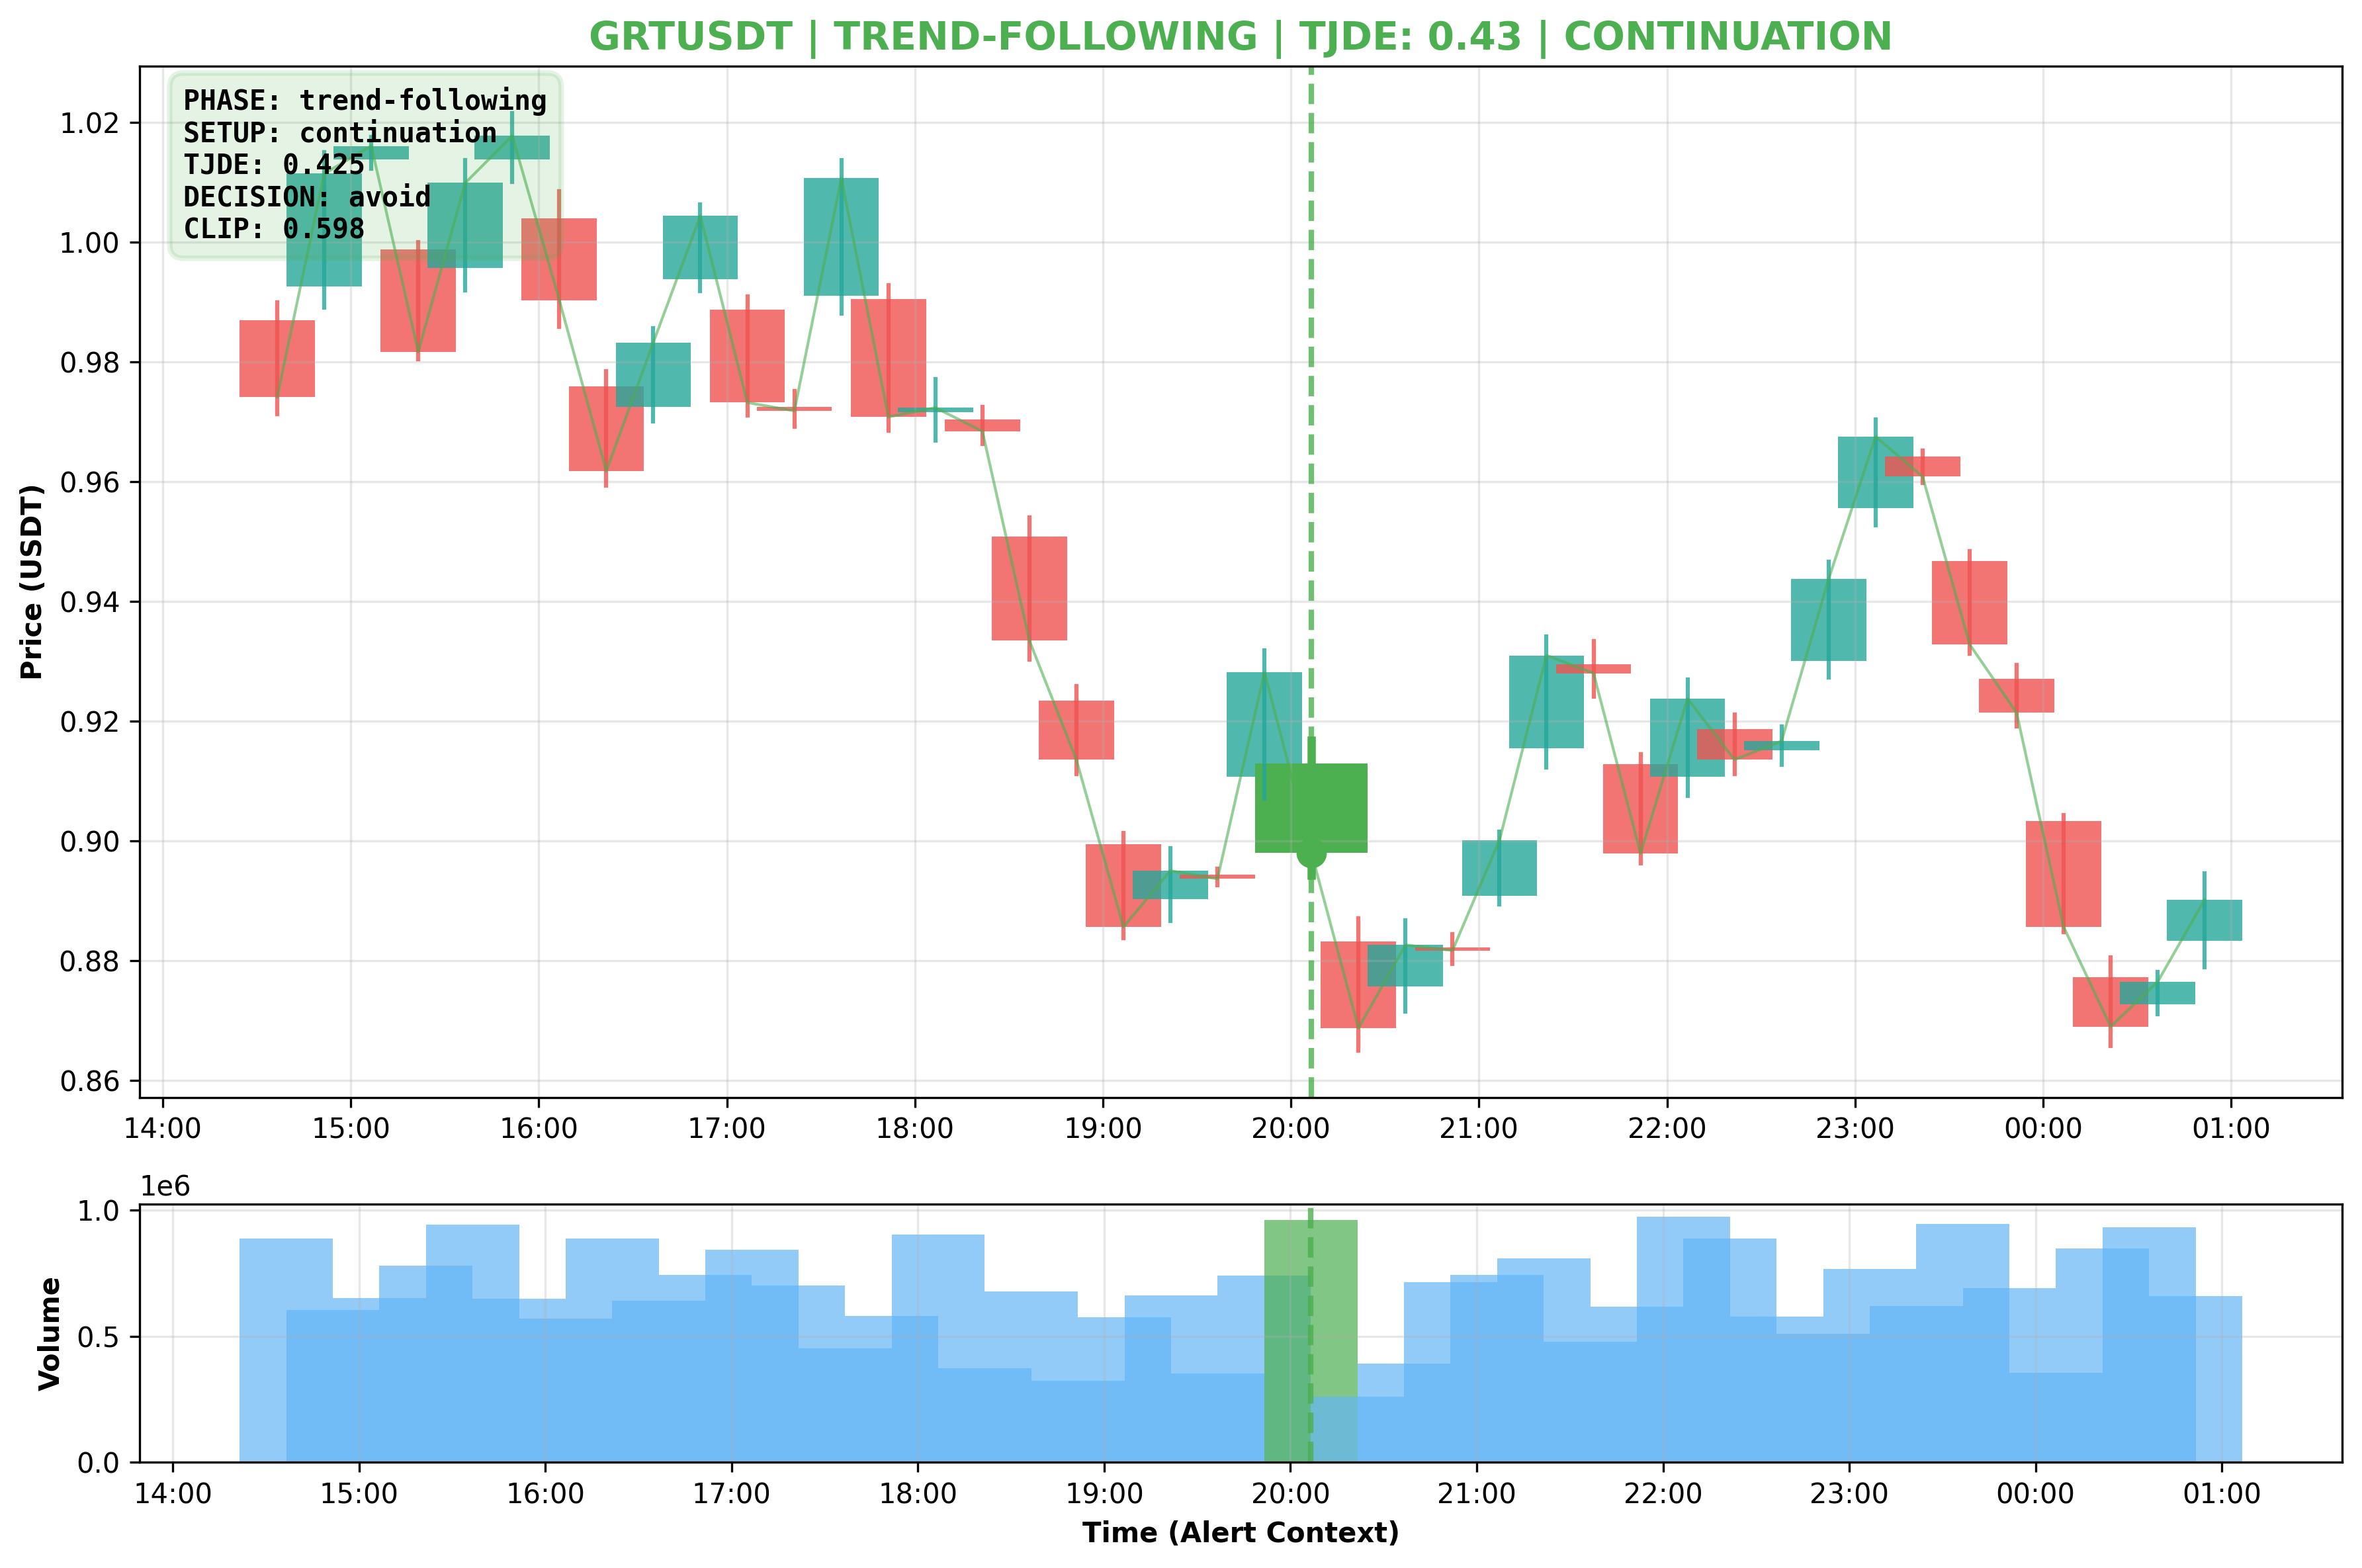 GRTUSDT | TREND-FOLLOWING | TJDE: 0.43 | CONTINUATION
PHASE: trend-following
SETUP: continuation
TJDE: 0.425
DECISION: avoid
CLIP: 0.598
Price (USDT)
1.02
1.00
0.98
0.96
0.94
0.92
0.90
0.88
0.86
14:00 15:00 16:00 17:00 18:00 19:00 20:00 21:00 22:00 23:00 00:00 01:00
1e6
Volume
1.0
0.5
0.0
14:00 15:00 16:00 17:00 18:00 19:00 20:00 21:00 22:00 23:00 00:00 01:00
Time (Alert Context)